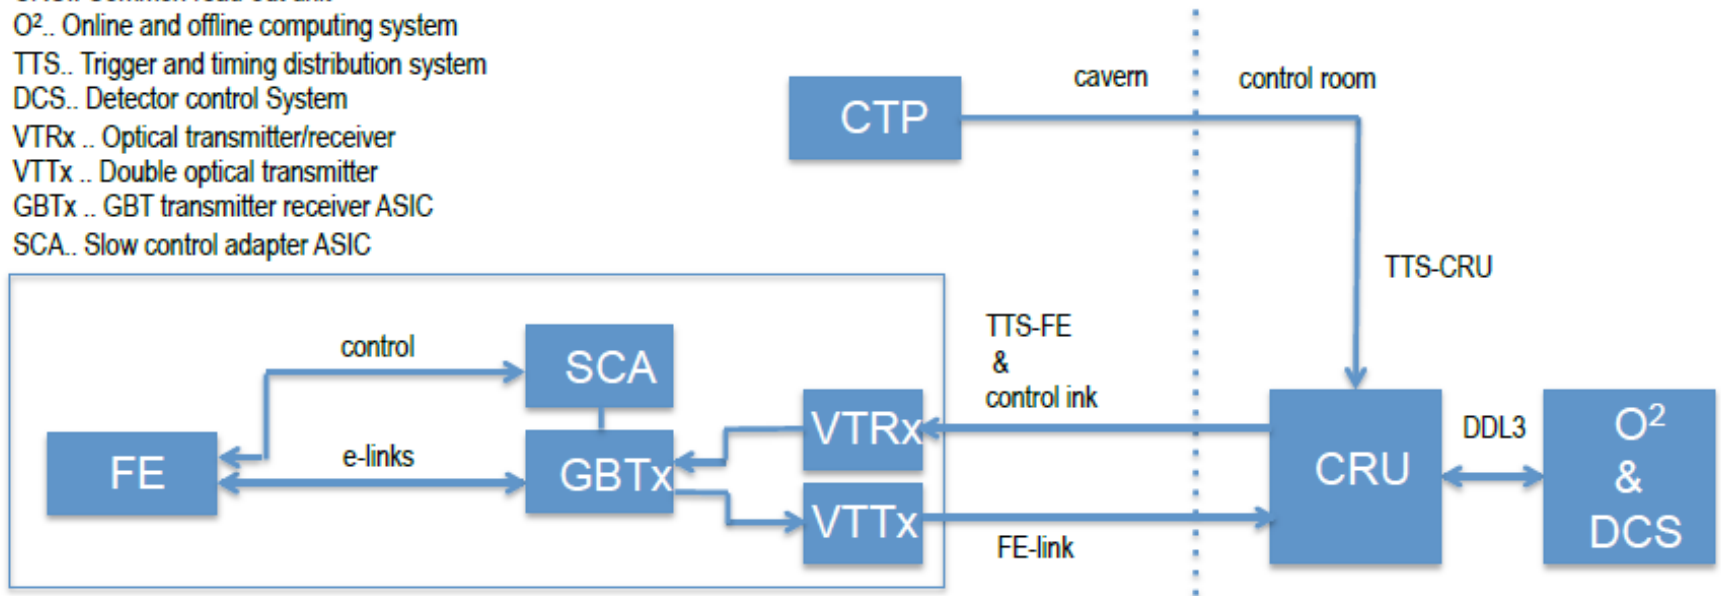 O².. Online and offline computing system
TTS.. Trigger and timing distribution system
DCS.. Detector control System
VTRx .. Optical transmitter/receiver
VTTx .. Double optical transmitter
GBTx .. GBT transmitter receiver ASIC
SCA.. Slow control adapter ASIC
CTP
cavern
control room
TTS-CRU
control
SCA
TTS-FE
&
control ink
FE
e-links
GBTx
VTRx
VTTx
FE-link
CRU
DDL3
O²
&
DCS